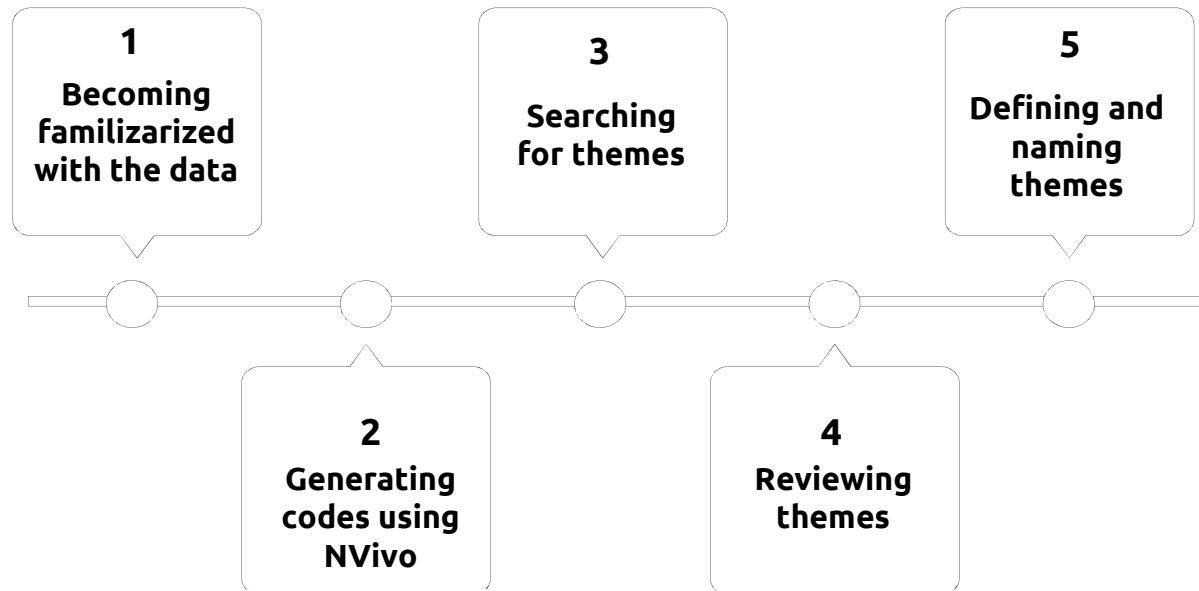 1
Becoming
familizarized
with the data
2
Generating
codes using
NVivo
3
Searching
for themes
4
Reviewing
themes
5
Defining and
naming
themes